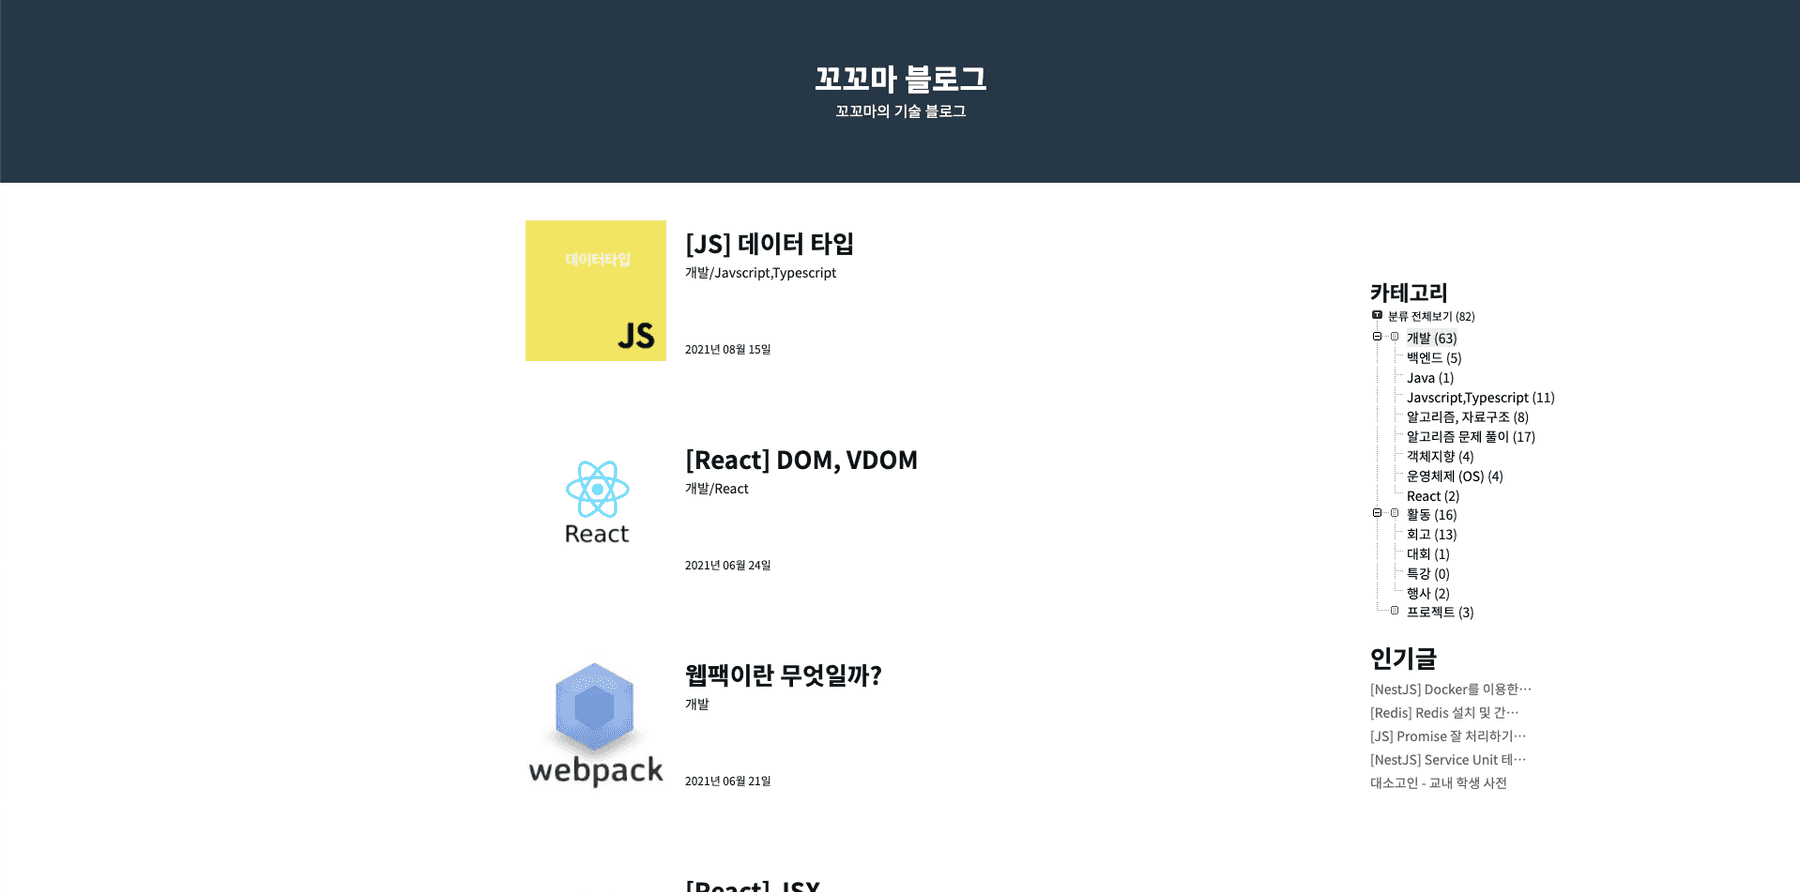 꼬꼬마 블로그
꼬꼬마의 기술 블로그
데이터타입
JS
[JS] 데이터 타입
개발/Javscript,Typescript
2021년 08월 15일
React
[React] DOM, VDOM
개발/React
2021년 06월 24일
webpack
웹팩이란 무엇일까?
개발
2021년 06월 21일
[React] JSX
카테고리
분류 전체보기 (82)
개발 (63)
백엔드 (5)
Java (1)
Javscript,Typescript (11)
알고리즘, 자료구조 (8)
알고리즘 문제 풀이 (17)
객체지향 (4)
운영체제 (OS) (4)
React (2)
활동 (16)
회고 (13)
대회 (1)
특강 (0)
행사 (2)
프로젝트 (3)
인기글
[NestJS] Docker를 이용한…
[Redis] Redis 설치 및 간…
[JS] Promise 잘 처리하기…
[NestJS] Service Unit 테…
대소고인 - 교내 학생 사전